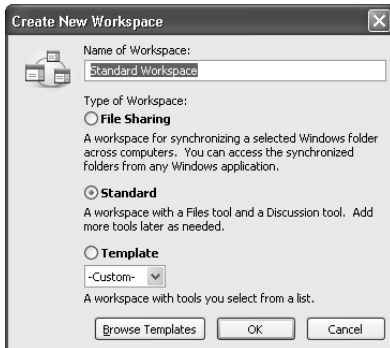 Create New Workspace
Name of Workspace:
Standard Workspace
Type of Workspace:
File Sharing
A workspace for synchronizing a selected Windows folder
across computers. You can access the synchronized
folders from any Windows application.
Standard
A workspace with a Files tool and a Discussion tool. Add
more tools later as needed.
Template
-Custom-
A workspace with tools you select from a list.
Browse Templates OK Cancel